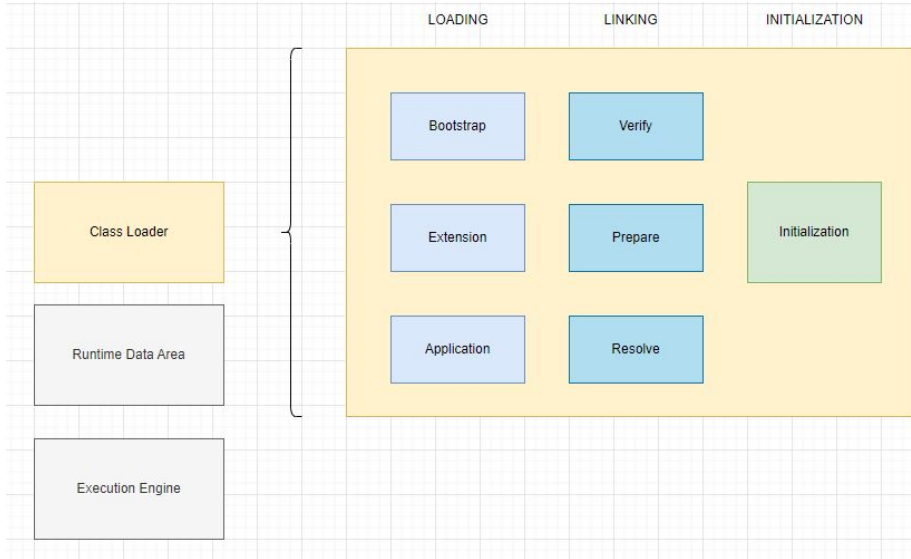 LOADING
LINKING
INITIALIZATION
Bootstrap
Verify
Class Loader
Extension
Prepare
Initialization
Runtime Data Area
Application
Resolve
Execution Engine